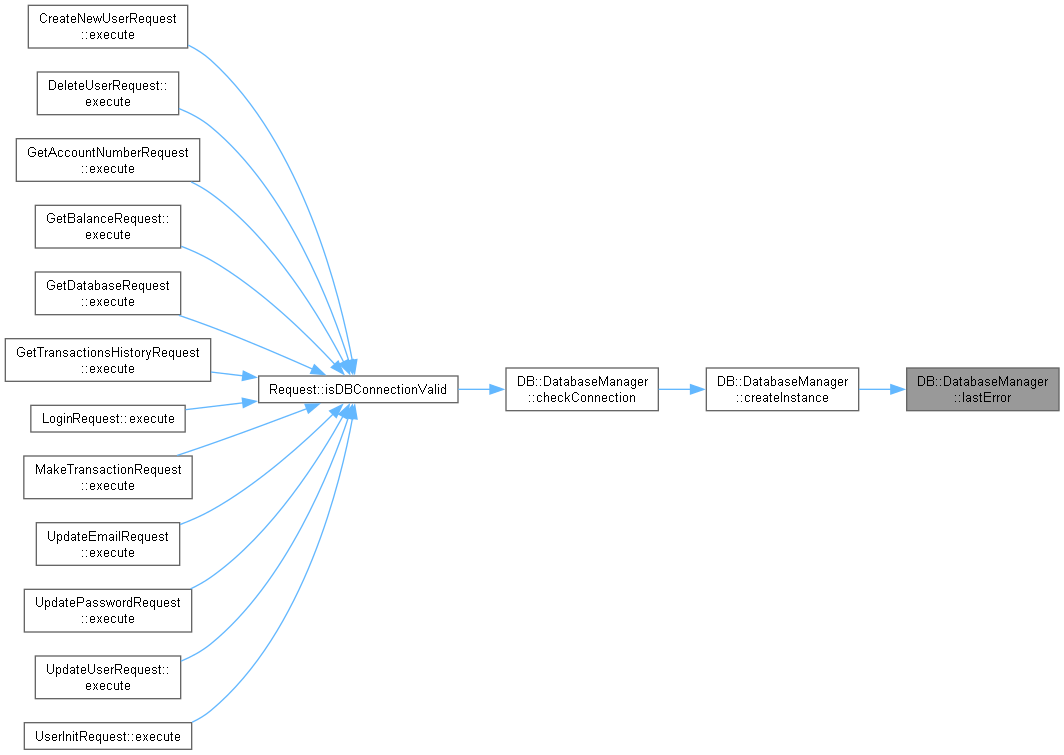 CreateNewUserRequest
::execute
DeleteUserRequest::
execute
GetAccountNumberRequest
::execute
GetBalanceRequest::
execute
GetDatabaseRequest
::execute
GetTransactionsHistoryRequest
::execute
LoginRequest::execute
MakeTransactionRequest
::execute
UpdateEmailRequest
::execute
UpdatePasswordRequest
::execute
UpdateUserRequest::
execute
UserInitRequest::execute
Request::isDBConnectionValid
DB::DatabaseManager
::checkConnection
DB::DatabaseManager
::createInstance
DB::DatabaseManager
::lastError